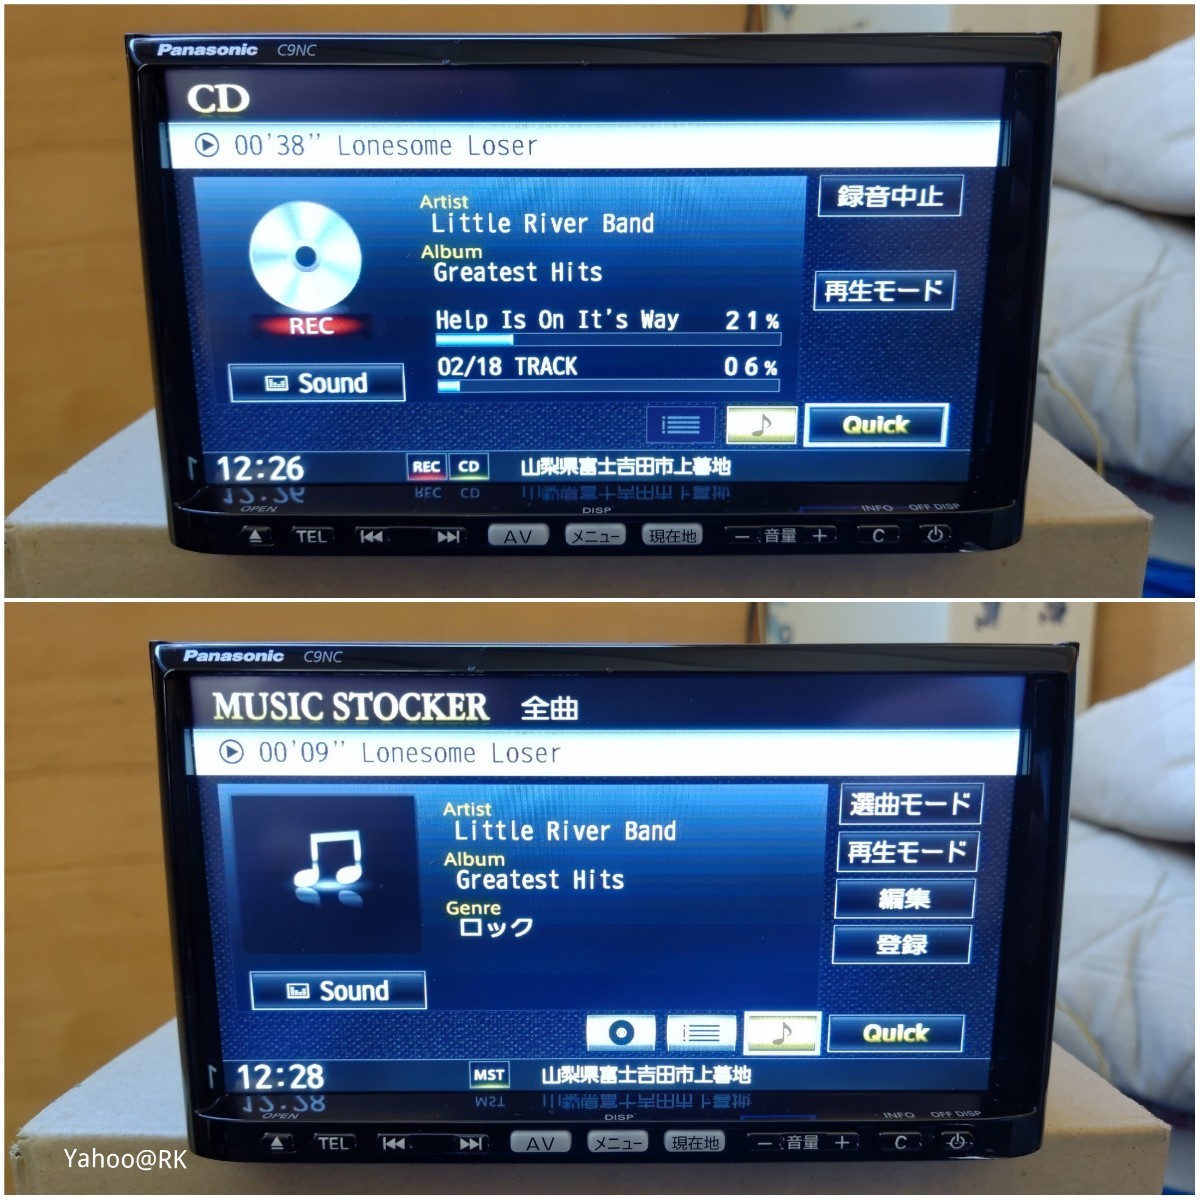 Panasonic C9NC
CD
00'38" Lonesome Loser
Artist
Little River Band
Album
Greatest Hits
REC
Help Is On It's Way 21%
02/18 TRACK 06%
録音中止
再生モード
Sound
Quick
12:26 REC CD 山梨県富士吉田市上暮地
OPEN DISP INFO OFF DISP
TEL AV メニュー 現在地 － 音量 ＋ C
Panasonic C9NC
MUSIC STOCKER 全曲
00'09" Lonesome Loser
Artist
Little River Band
Album
Greatest Hits
Genre
ロック
選曲モード
再生モード
編集
登録
Sound
Quick
12:28 MST 山梨県富士吉田市上暮地
OPEN DISP INFO OFF DISP
TEL AV メニュー 現在地 － 音量 ＋ C
Yahoo@RK